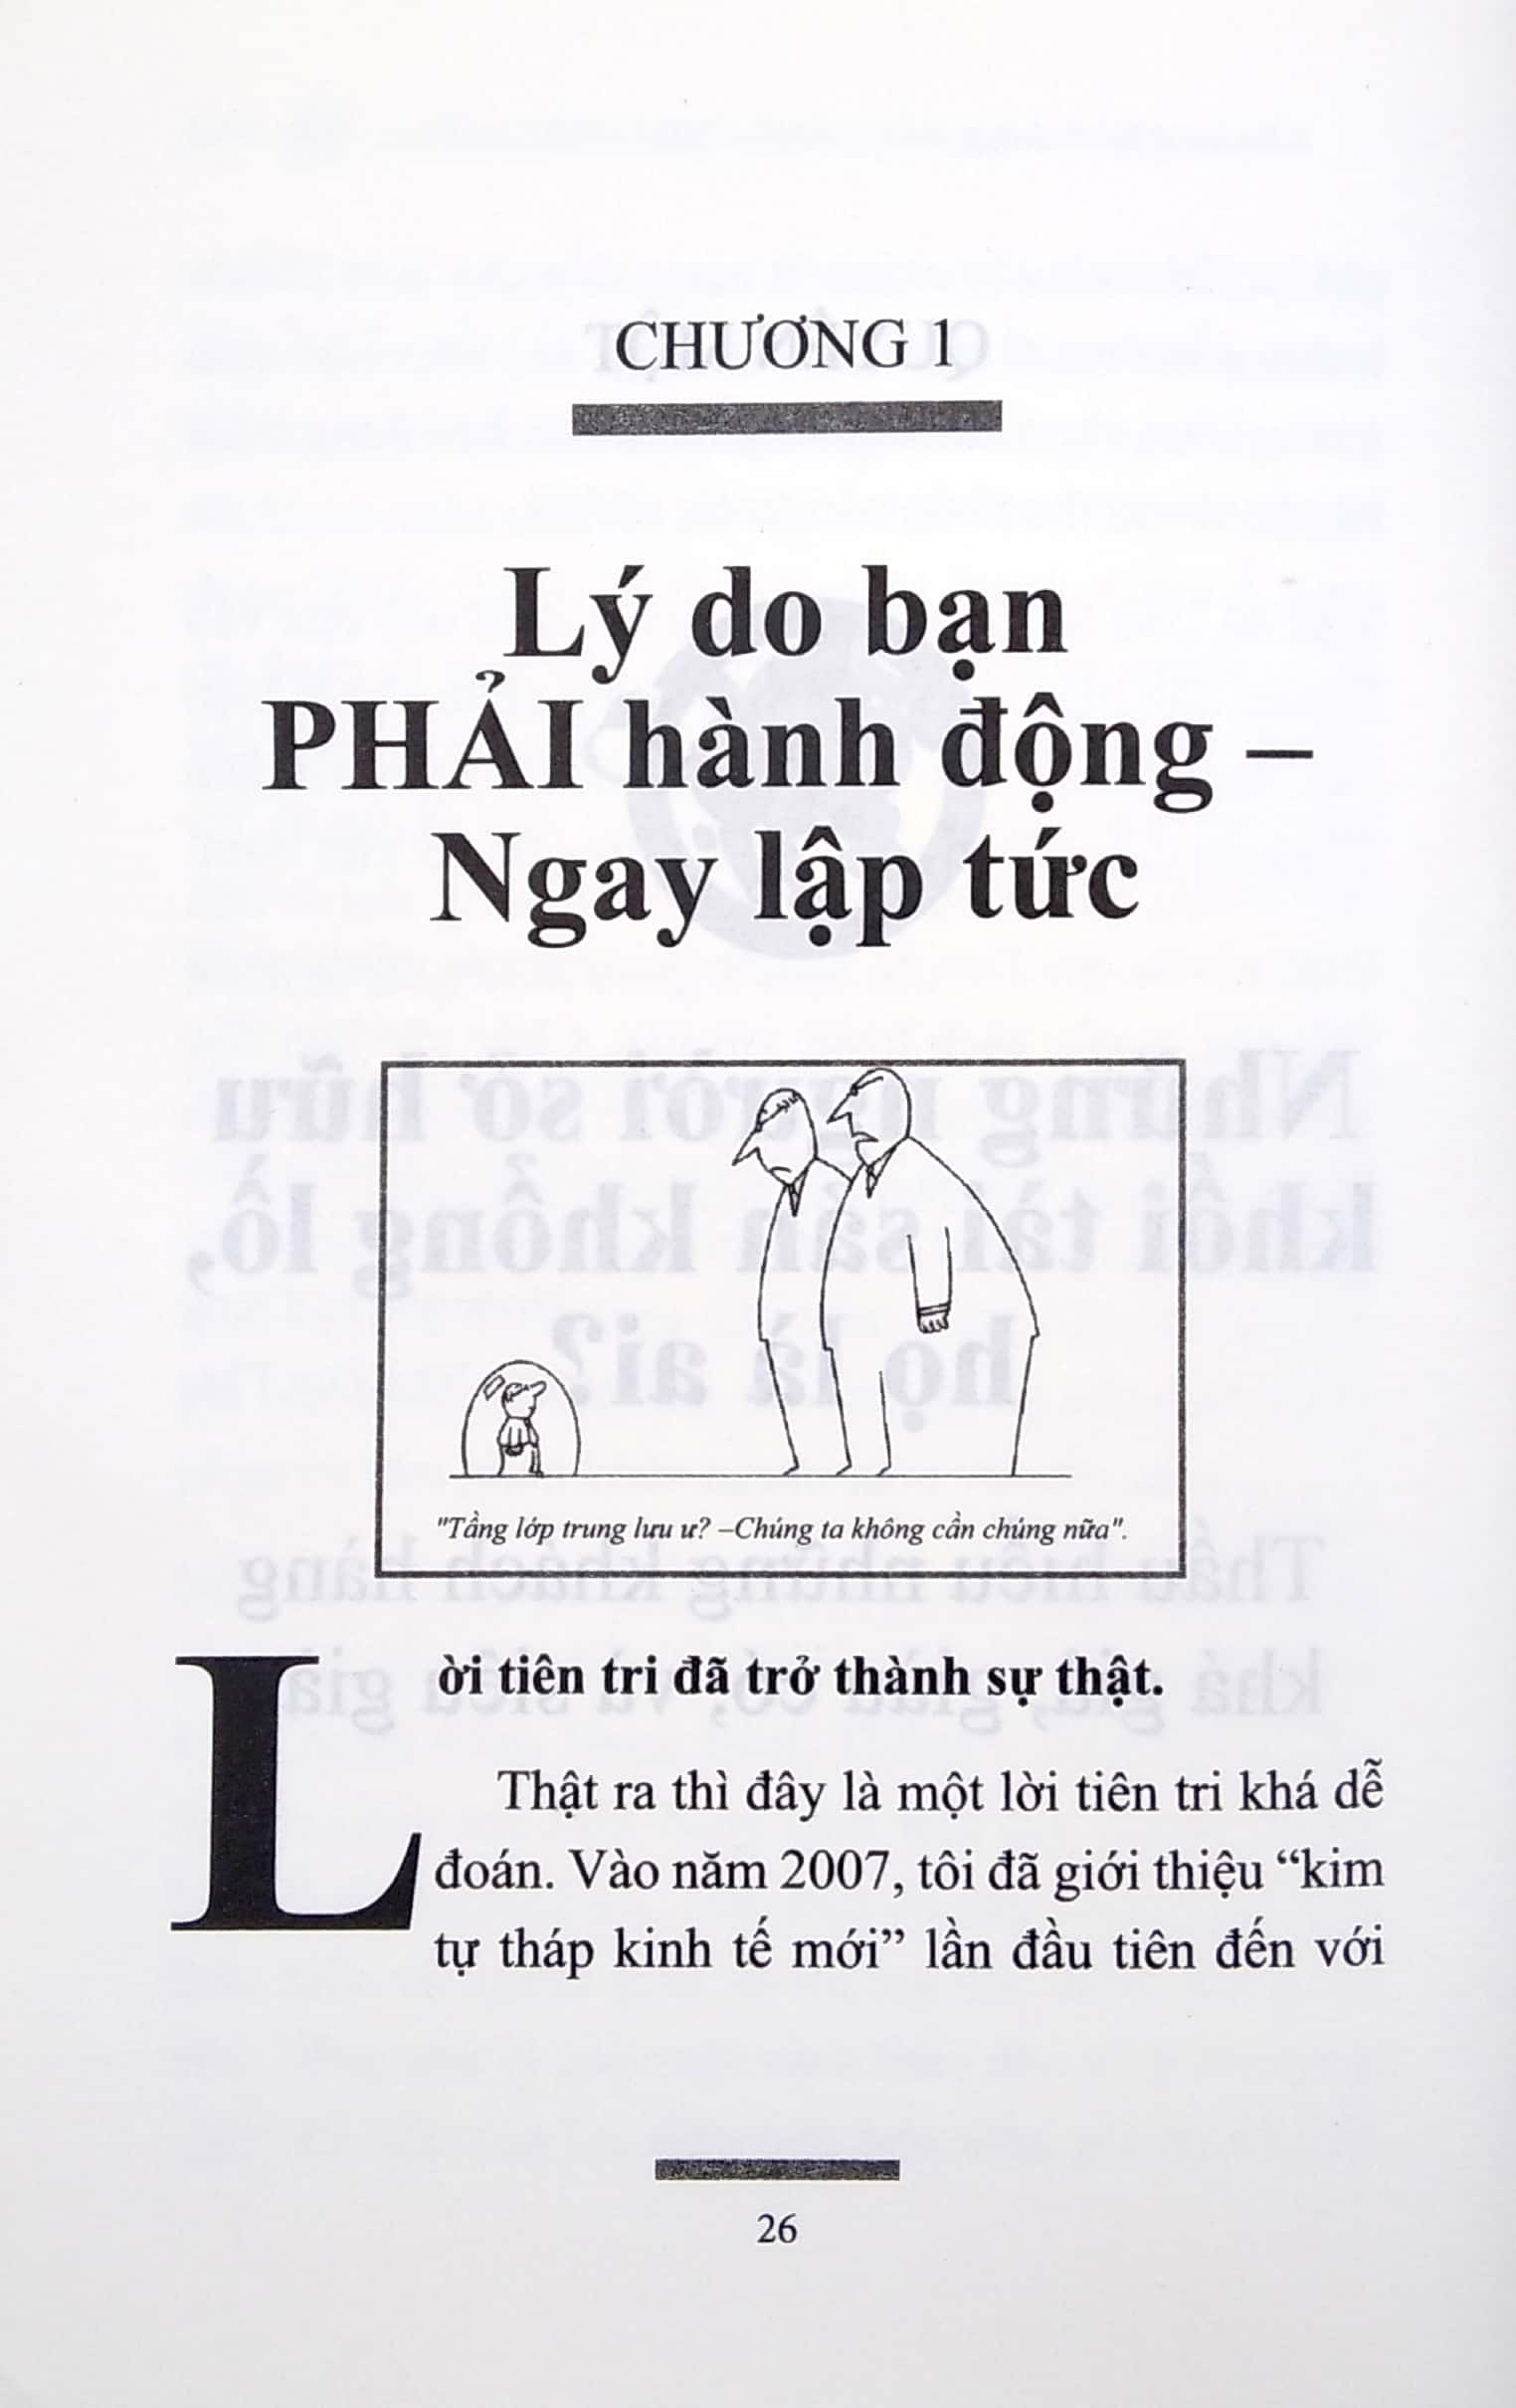 CHƯƠNG 1
Lý do bạn
PHẢI hành động –
Ngay lập tức
"Tầng lớp trung lưu ư? –Chúng ta không cần chúng nữa".
Lời tiên tri đã trở thành sự thật.
Thật ra thì đây là một lời tiên tri khá dễ
đoán. Vào năm 2007, tôi đã giới thiệu “kim
tự tháp kinh tế mới” lần đầu tiên đến với
26